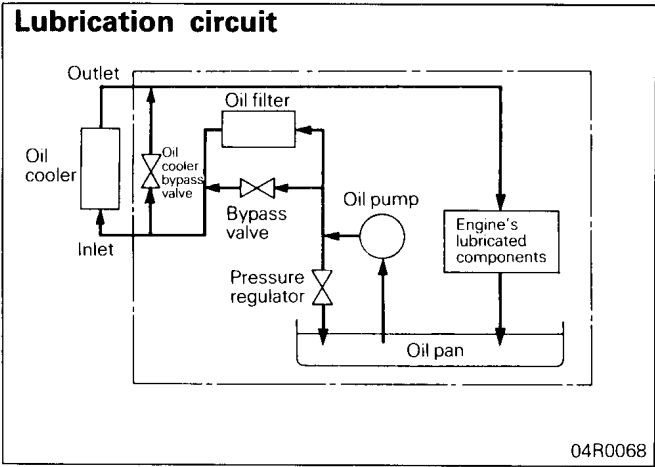 Lubrication circuit
Outlet
Oil filter
Oil
cooler
Oil
cooler
bypass
valve
Bypass
valve
Oil pump
Engine's
lubricated
components
Inlet
Pressure
regulator
Oil pan
04R0068